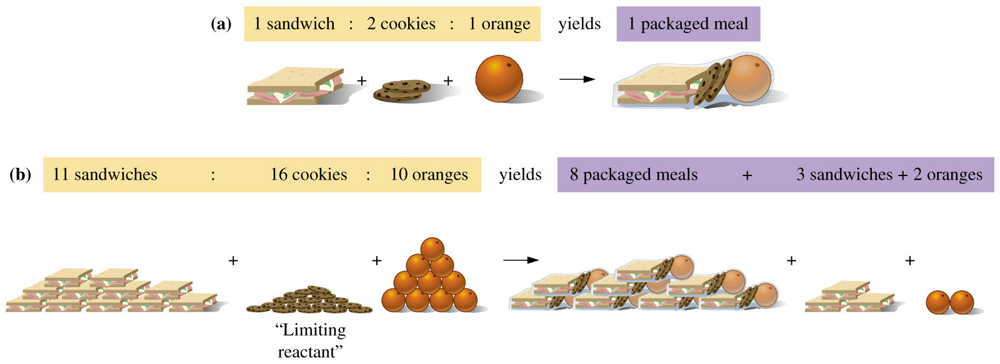 (a) 1 sandwich : 2 cookies : 1 orange yields 1 packaged meal
+ +
(b) 11 sandwiches : 16 cookies : 10 oranges yields 8 packaged meals + 3 sandwiches + 2 oranges
+ + + +
“Limiting
reactant”